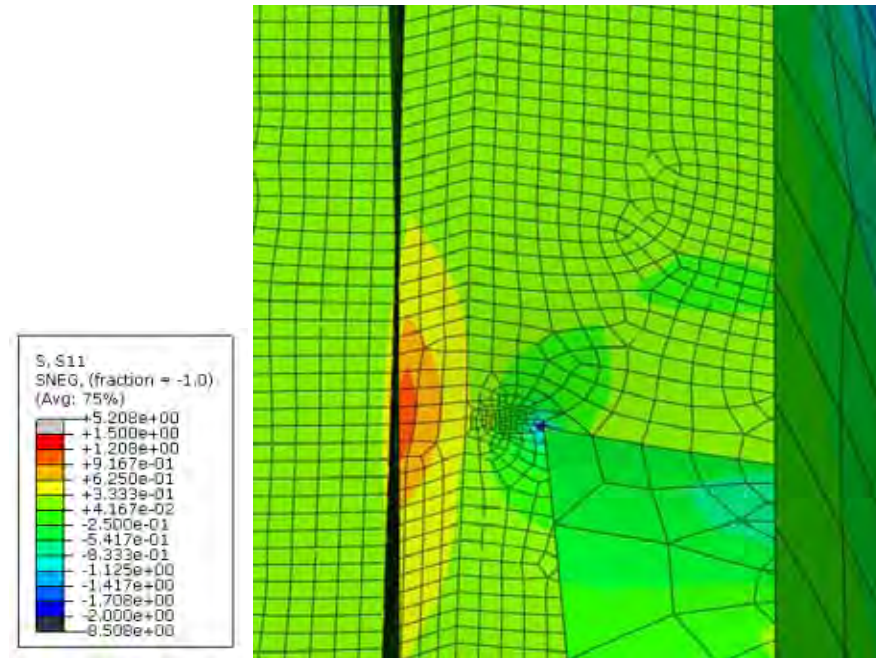 S, S11
SNEG, (fraction = -1.0)
(Avg: 75%)
+5.208e+00
+1.500e+00
+1.208e+00
+9.167e-01
+6.250e-01
+3.333e-01
+4.167e-02
-2.500e-01
-5.417e-01
-8.333e-01
-1.125e+00
-1.417e+00
-1.708e+00
-2.000e+00
-8.508e+00